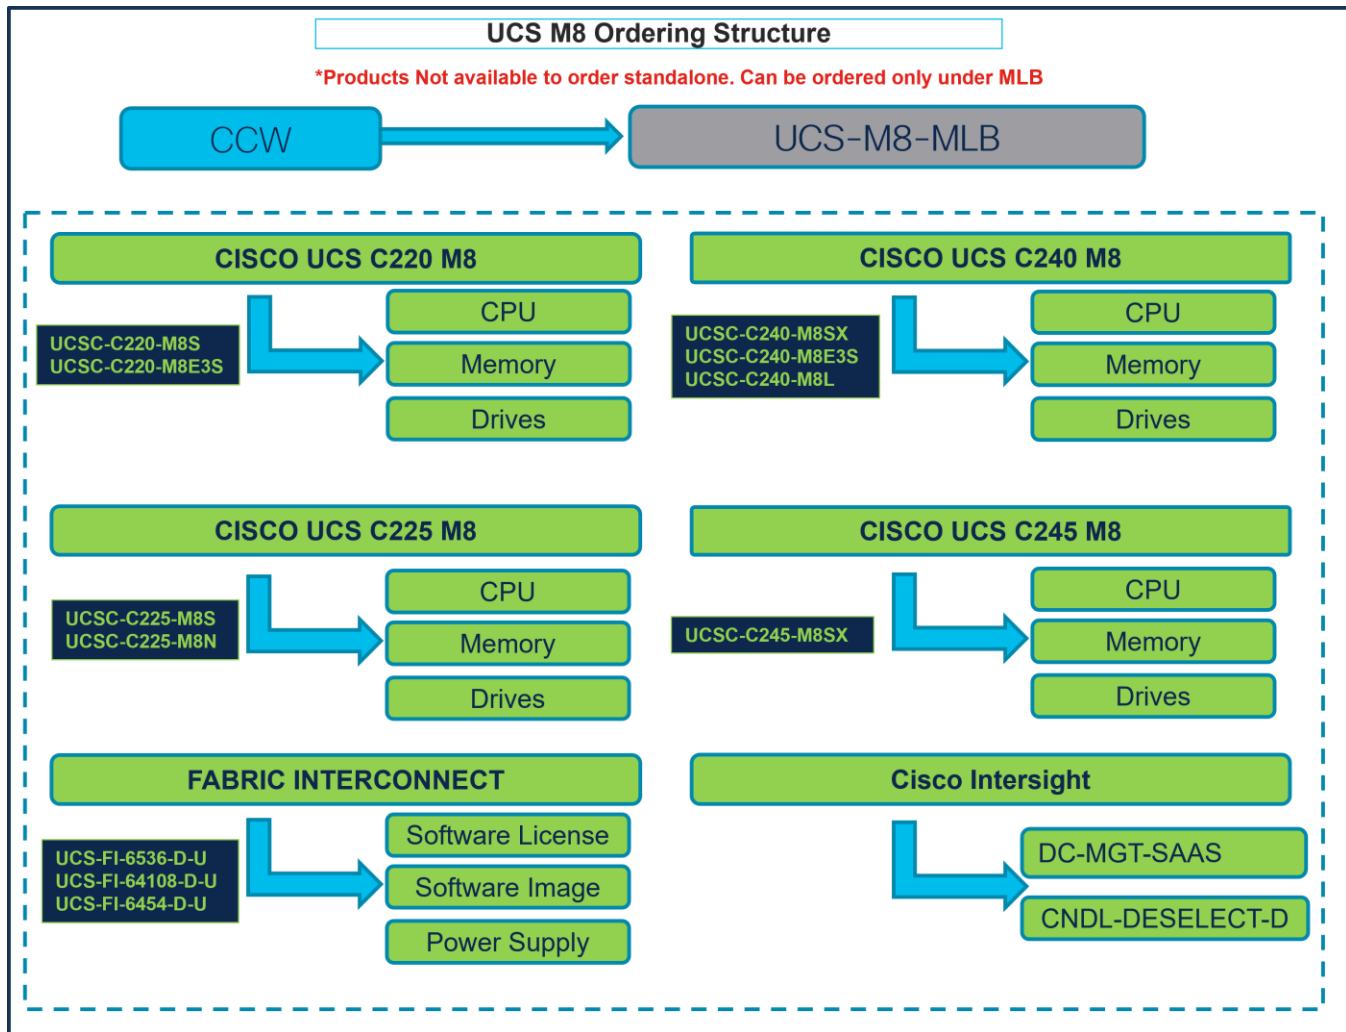 UCS M8 Ordering Structure
*Products Not available to order standalone. Can be ordered only under MLB
CCW
UCS-M8-MLB
CISCO UCS C220 M8
UCSC-C220-M8S
UCSC-C220-M8E3S
CPU
Memory
Drives
CISCO UCS C240 M8
UCSC-C240-M8SX
UCSC-C240-M8E3S
UCSC-C240-M8L
CPU
Memory
Drives
CISCO UCS C225 M8
UCSC-C225-M8S
UCSC-C225-M8N
CPU
Memory
Drives
CISCO UCS C245 M8
UCSC-C245-M8SX
CPU
Memory
Drives
FABRIC INTERCONNECT
UCS-FI-6536-D-U
UCS-FI-64108-D-U
UCS-FI-6454-D-U
Software License
Software Image
Power Supply
Cisco Intersight
DC-MGT-SAAS
CNDL-DESELECT-D